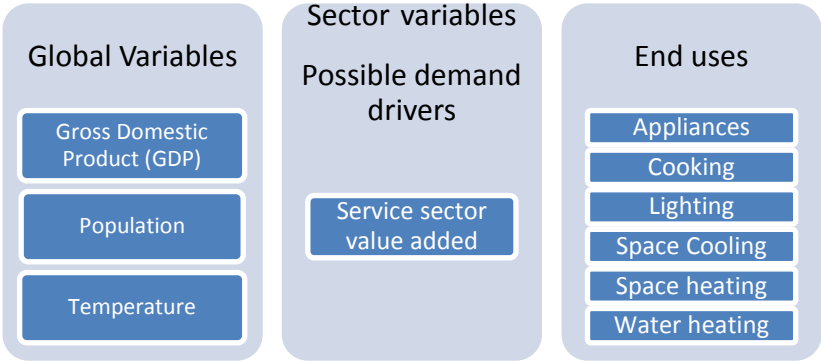 Global Variables
Gross Domestic
Product (GDP)
Population
Temperature
Sector variables
Possible demand
drivers
Service sector
value added
End uses
Appliances
Cooking
Lighting
Space Cooling
Space heating
Water heating